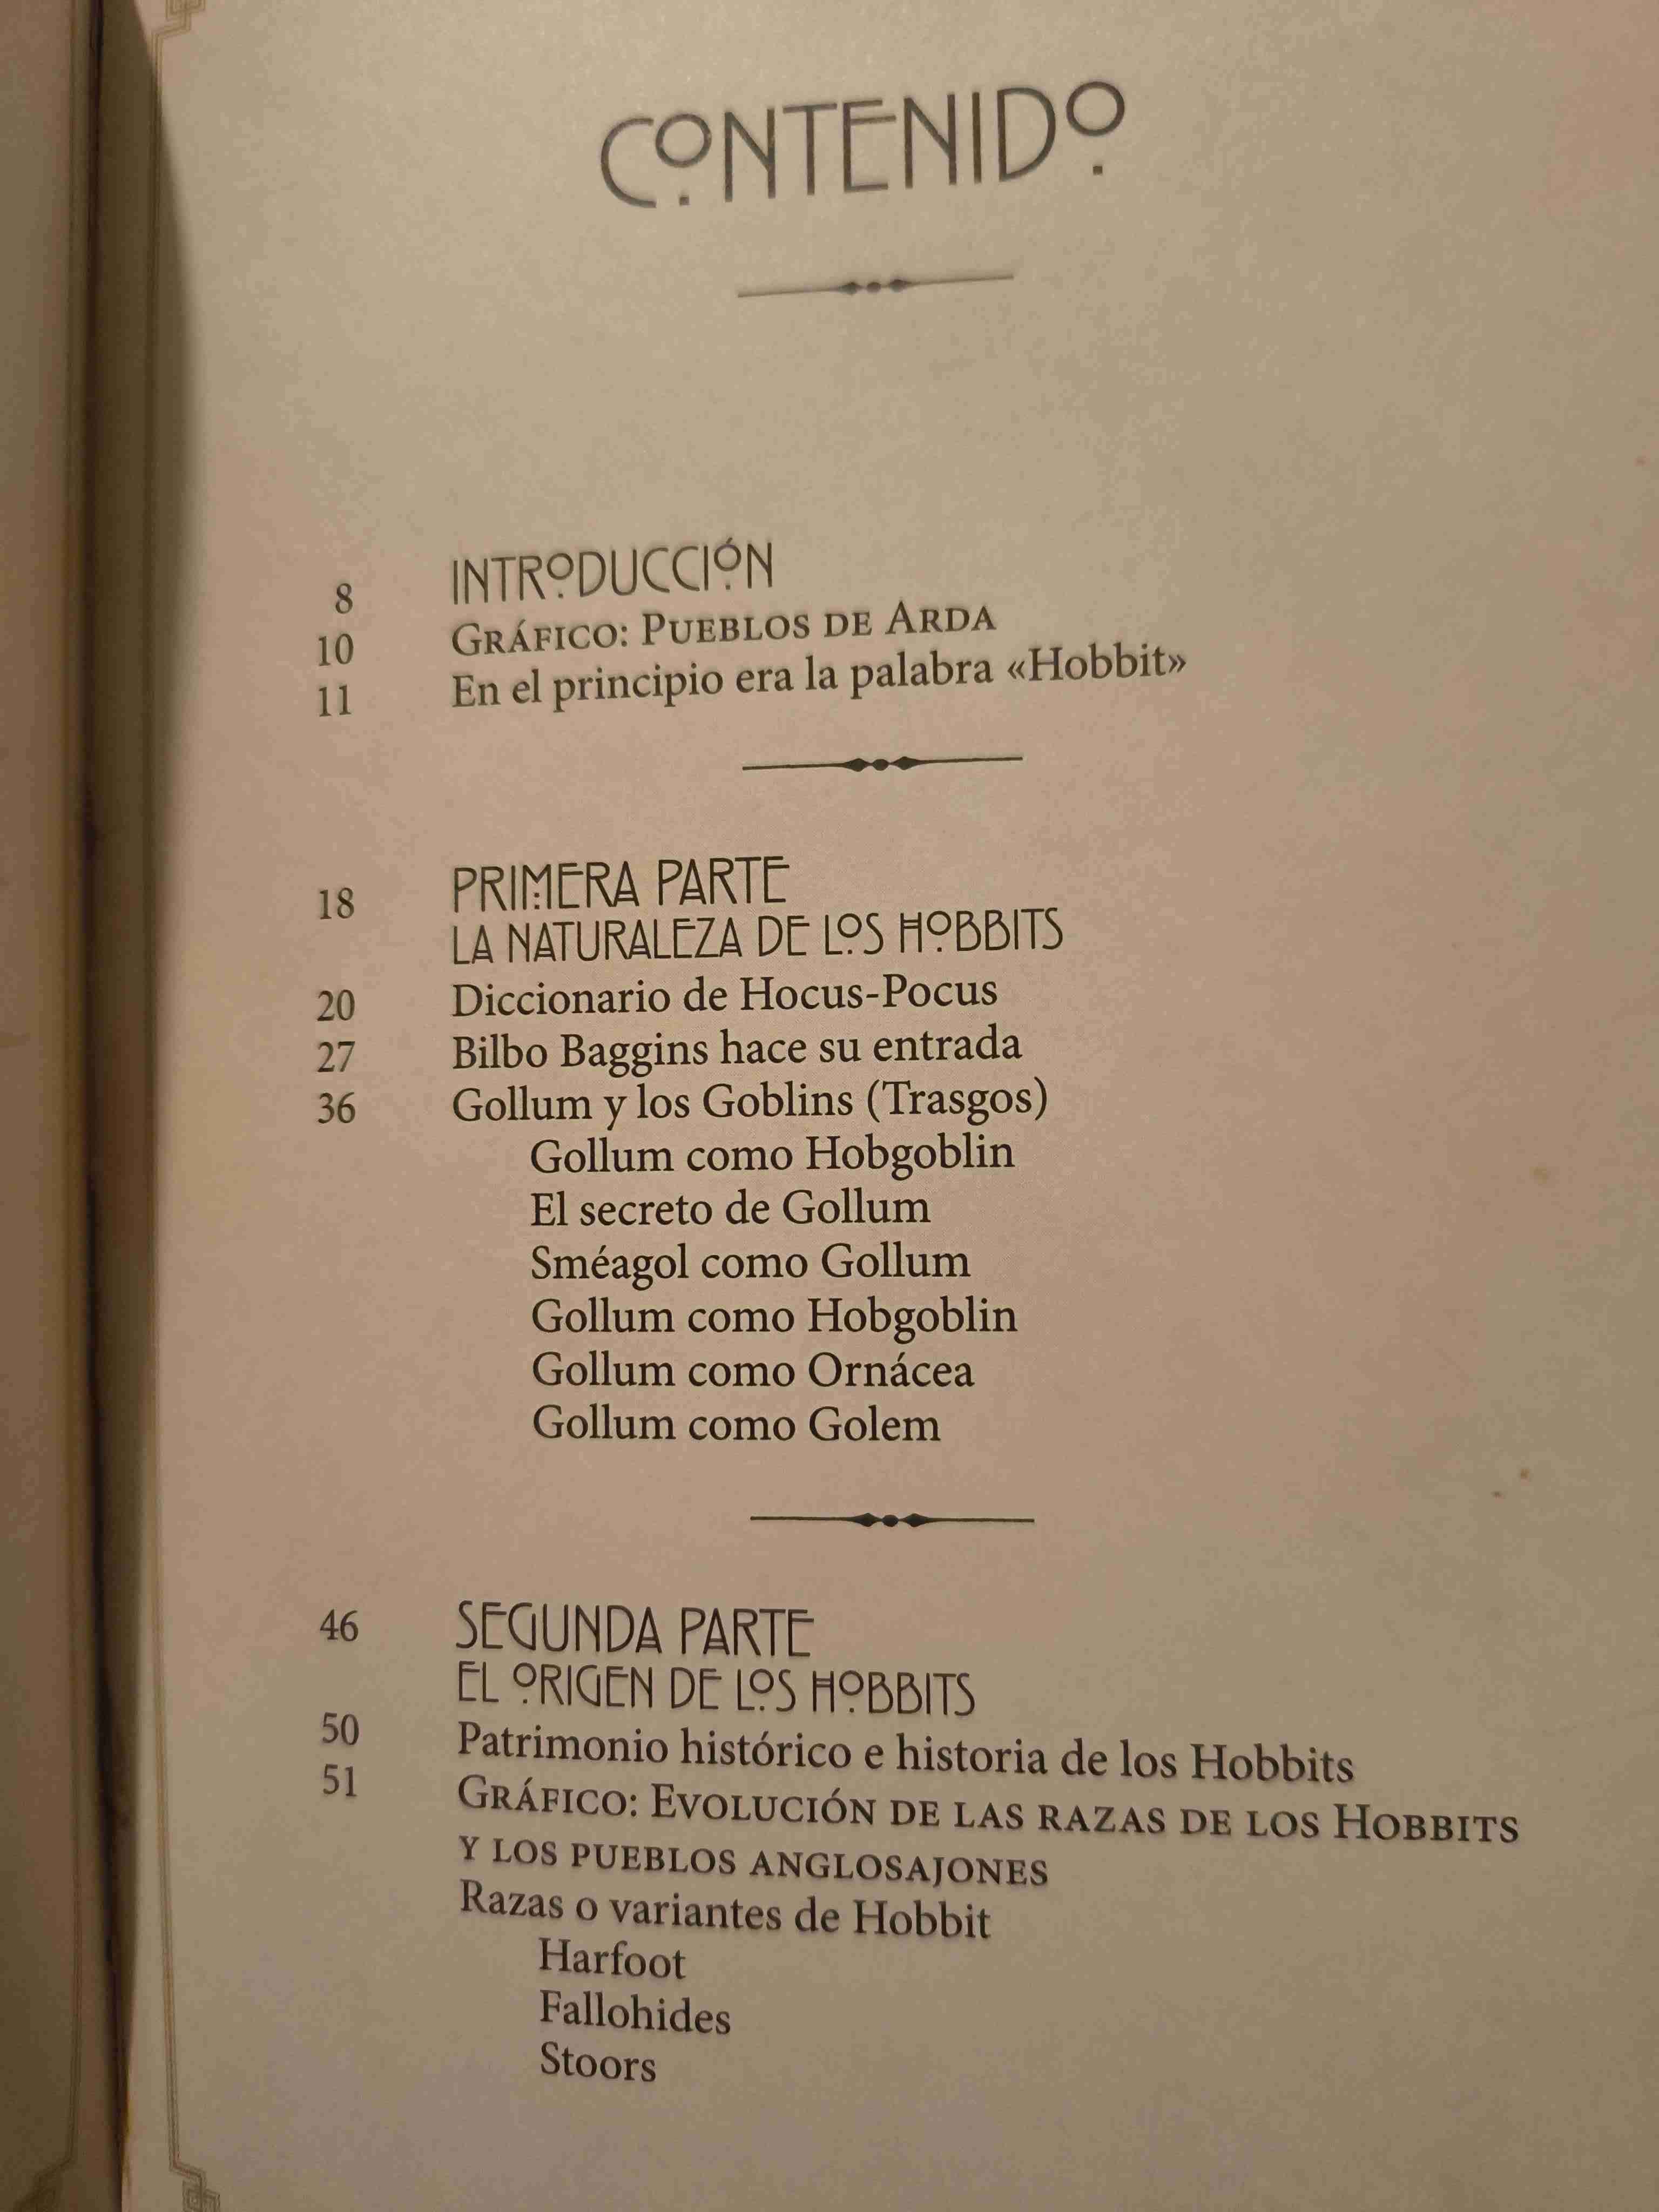 CONTENIDO
8 INTRODUCCIÓN
10 GRÁFICO: PUEBLOS DE ARDA
11 En el principio era la palabra «Hobbit»
18 PRIMERA PARTE
LA NATURALEZA DE LOS HOBBITS
20 Diccionario de Hocus-Pocus
27 Bilbo Baggins hace su entrada
36 Gollum y los Goblins (Trasgos)
Gollum como Hobgoblin
El secreto de Gollum
Sméagol como Gollum
Gollum como Hobgoblin
Gollum como Ornácea
Gollum como Golem
46 SEGUNDA PARTE
EL ORIGEN DE LOS HOBBITS
50 Patrimonio histórico e historia de los Hobbits
51 GRÁFICO: EVOLUCIÓN DE LAS RAZAS DE LOS HOBBITS
Y LOS PUEBLOS ANGLOSAJONES
Razas o variantes de Hobbit
Harfoot
Fallohides
Stoors